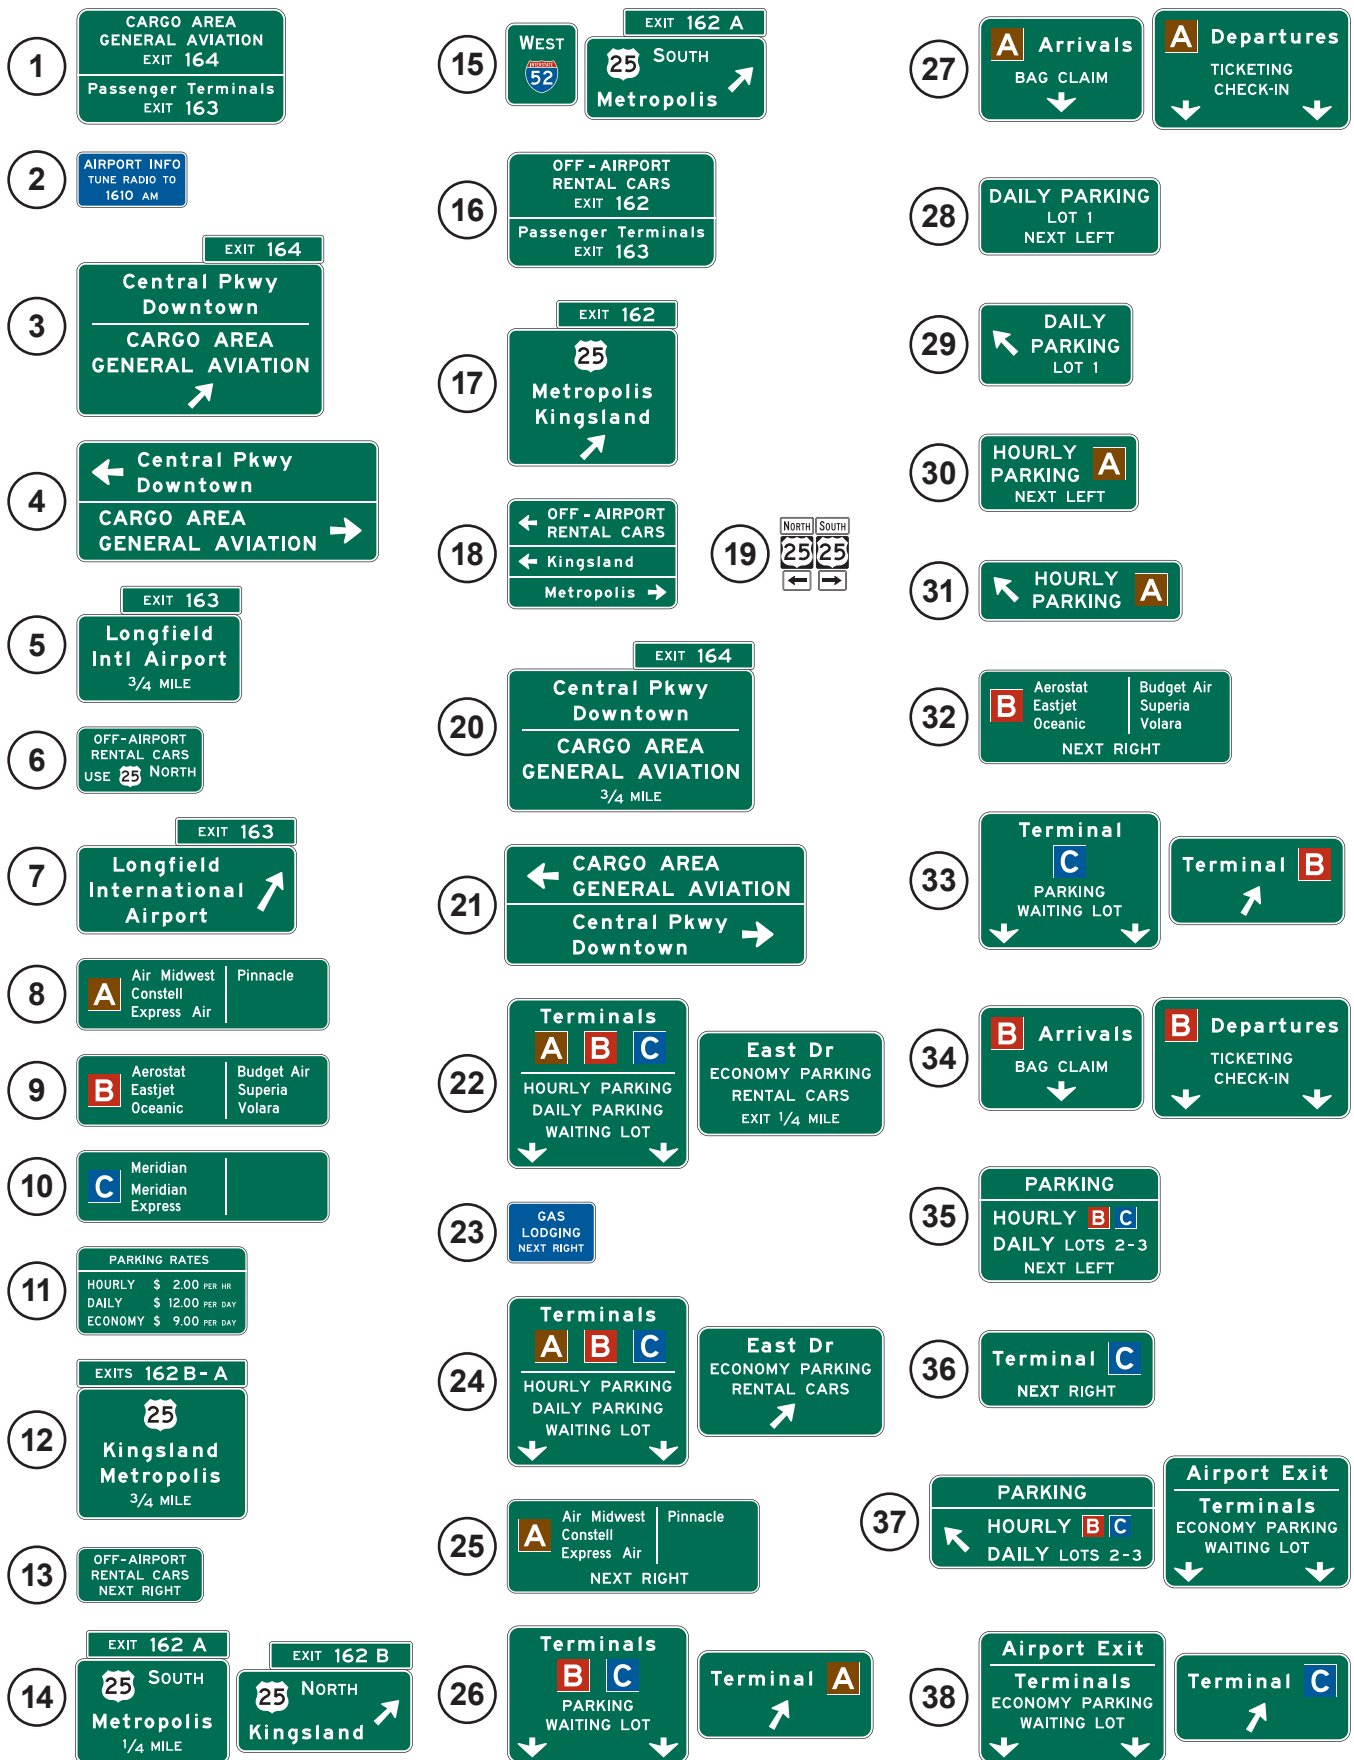 1
CARGO AREA
GENERAL AVIATION
EXIT 164
Passenger Terminals
EXIT 163
2
AIRPORT INFO
TUNE RADIO TO
1610 AM
3
EXIT 164
Central Pkwy
Downtown
CARGO AREA
GENERAL AVIATION
4
Central Pkwy
Downtown
CARGO AREA
GENERAL AVIATION
5
EXIT 163
Longfield
Intl Airport
3/4 MILE
6
OFF-AIRPORT
RENTAL CARS
USE 25 NORTH
7
EXIT 163
Longfield
International
Airport
8
A
Air Midwest
Constell
Express Air
Pinnacle
9
B
Aerostat
Eastjet
Oceanic
Budget Air
Superia
Volara
10
C
Meridian
Meridian
Express
11
PARKING RATES
HOURLY $ 2.00 PER HR
DAILY $ 12.00 PER DAY
ECONOMY $ 9.00 PER DAY
12
EXITS 162 B-A
25
Kingsland
Metropolis
3/4 MILE
13
OFF-AIRPORT
RENTAL CARS
NEXT RIGHT
14
EXIT 162 A
25 SOUTH
Metropolis
1/4 MILE
EXIT 162 B
25 NORTH
Kingsland
15
WEST
INTERSTATE
52
EXIT 162 A
25 SOUTH
Metropolis
16
OFF-AIRPORT
RENTAL CARS
EXIT 162
Passenger Terminals
EXIT 163
17
EXIT 162
25
Metropolis
Kingsland
18
OFF-AIRPORT
RENTAL CARS
Kingsland
Metropolis
19
NORTH SOUTH
25 25
20
EXIT 164
Central Pkwy
Downtown
CARGO AREA
GENERAL AVIATION
3/4 MILE
21
CARGO AREA
GENERAL AVIATION
Central Pkwy
Downtown
22
Terminals
A B C
HOURLY PARKING
DAILY PARKING
WAITING LOT
East Dr
ECONOMY PARKING
RENTAL CARS
EXIT 1/4 MILE
23
GAS
LODGING
NEXT RIGHT
24
Terminals
A B C
HOURLY PARKING
DAILY PARKING
WAITING LOT
East Dr
ECONOMY PARKING
RENTAL CARS
25
A
Air Midwest
Constell
Express Air
Pinnacle
NEXT RIGHT
26
Terminals
B C
PARKING
WAITING LOT
Terminal A
27
A Arrivals
BAG CLAIM
A Departures
TICKETING
CHECK-IN
28
DAILY PARKING
LOT 1
NEXT LEFT
29
DAILY
PARKING
LOT 1
30
HOURLY
PARKING A
NEXT LEFT
31
HOURLY
PARKING A
32
B
Aerostat
Eastjet
Oceanic
Budget Air
Superia
Volara
NEXT RIGHT
33
Terminal
C
PARKING
WAITING LOT
Terminal B
34
B Arrivals
BAG CLAIM
B Departures
TICKETING
CHECK-IN
35
PARKING
HOURLY B C
DAILY LOTS 2-3
NEXT LEFT
36
Terminal C
NEXT RIGHT
37
PARKING
HOURLY B C
DAILY LOTS 2-3
Airport Exit
Terminals
ECONOMY PARKING
WAITING LOT
38
Airport Exit
Terminals
ECONOMY PARKING
WAITING LOT
Terminal C